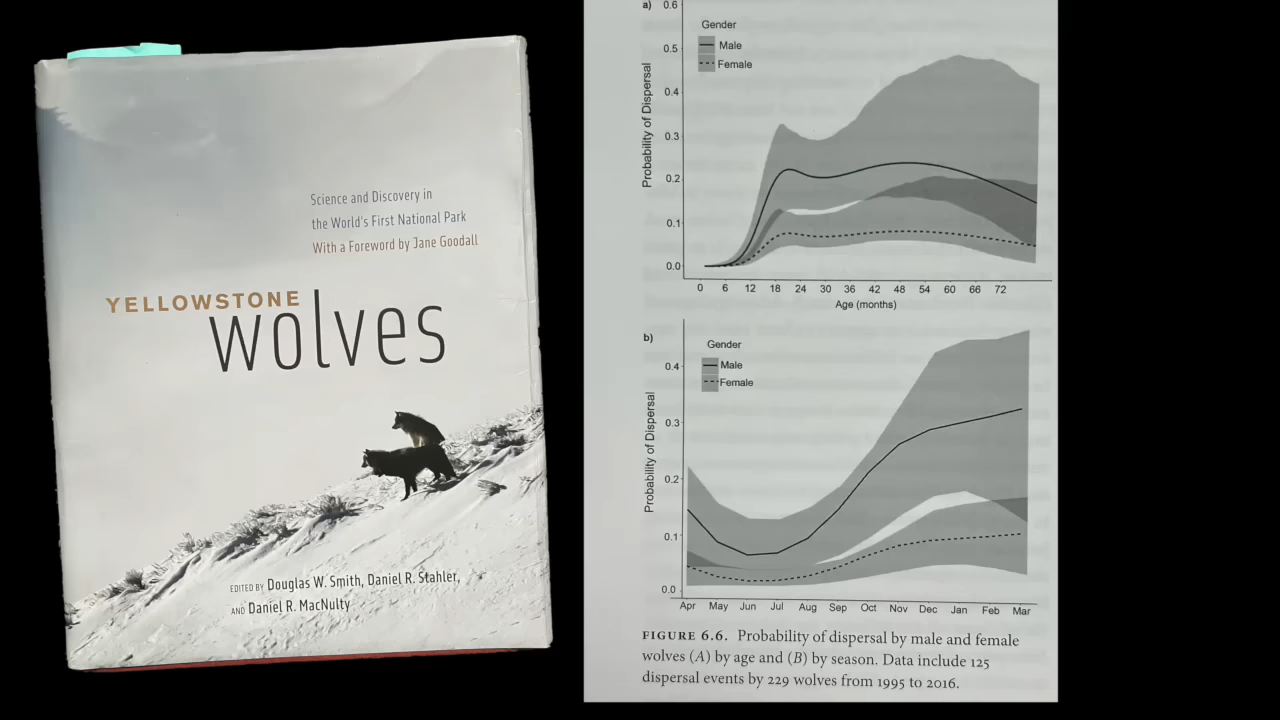 Science and Discovery in
the World's First National Park
With a Foreword by Jane Goodall
YELLOWSTONE
wolves
EDITED BY Douglas W. Smith, Daniel R. Stahler,
AND Daniel R. MacNulty
a)
0.6
Gender
Male
Female
0.5
0.4
0.3
0.2
0.1
0.0
Probability of Dispersal
0 6 12 18 24 30 36 42 48 54 60 66 72
Age (months)
b)
Gender
Male
Female
0.4
0.3
0.2
0.1
0.0
Probability of Dispersal
Apr May Jun Jul Aug Sep Oct Nov Dec Jan Feb Mar
FIGURE 6.6. Probability of dispersal by male and female
wolves (A) by age and (B) by season. Data include 125
dispersal events by 229 wolves from 1995 to 2016.